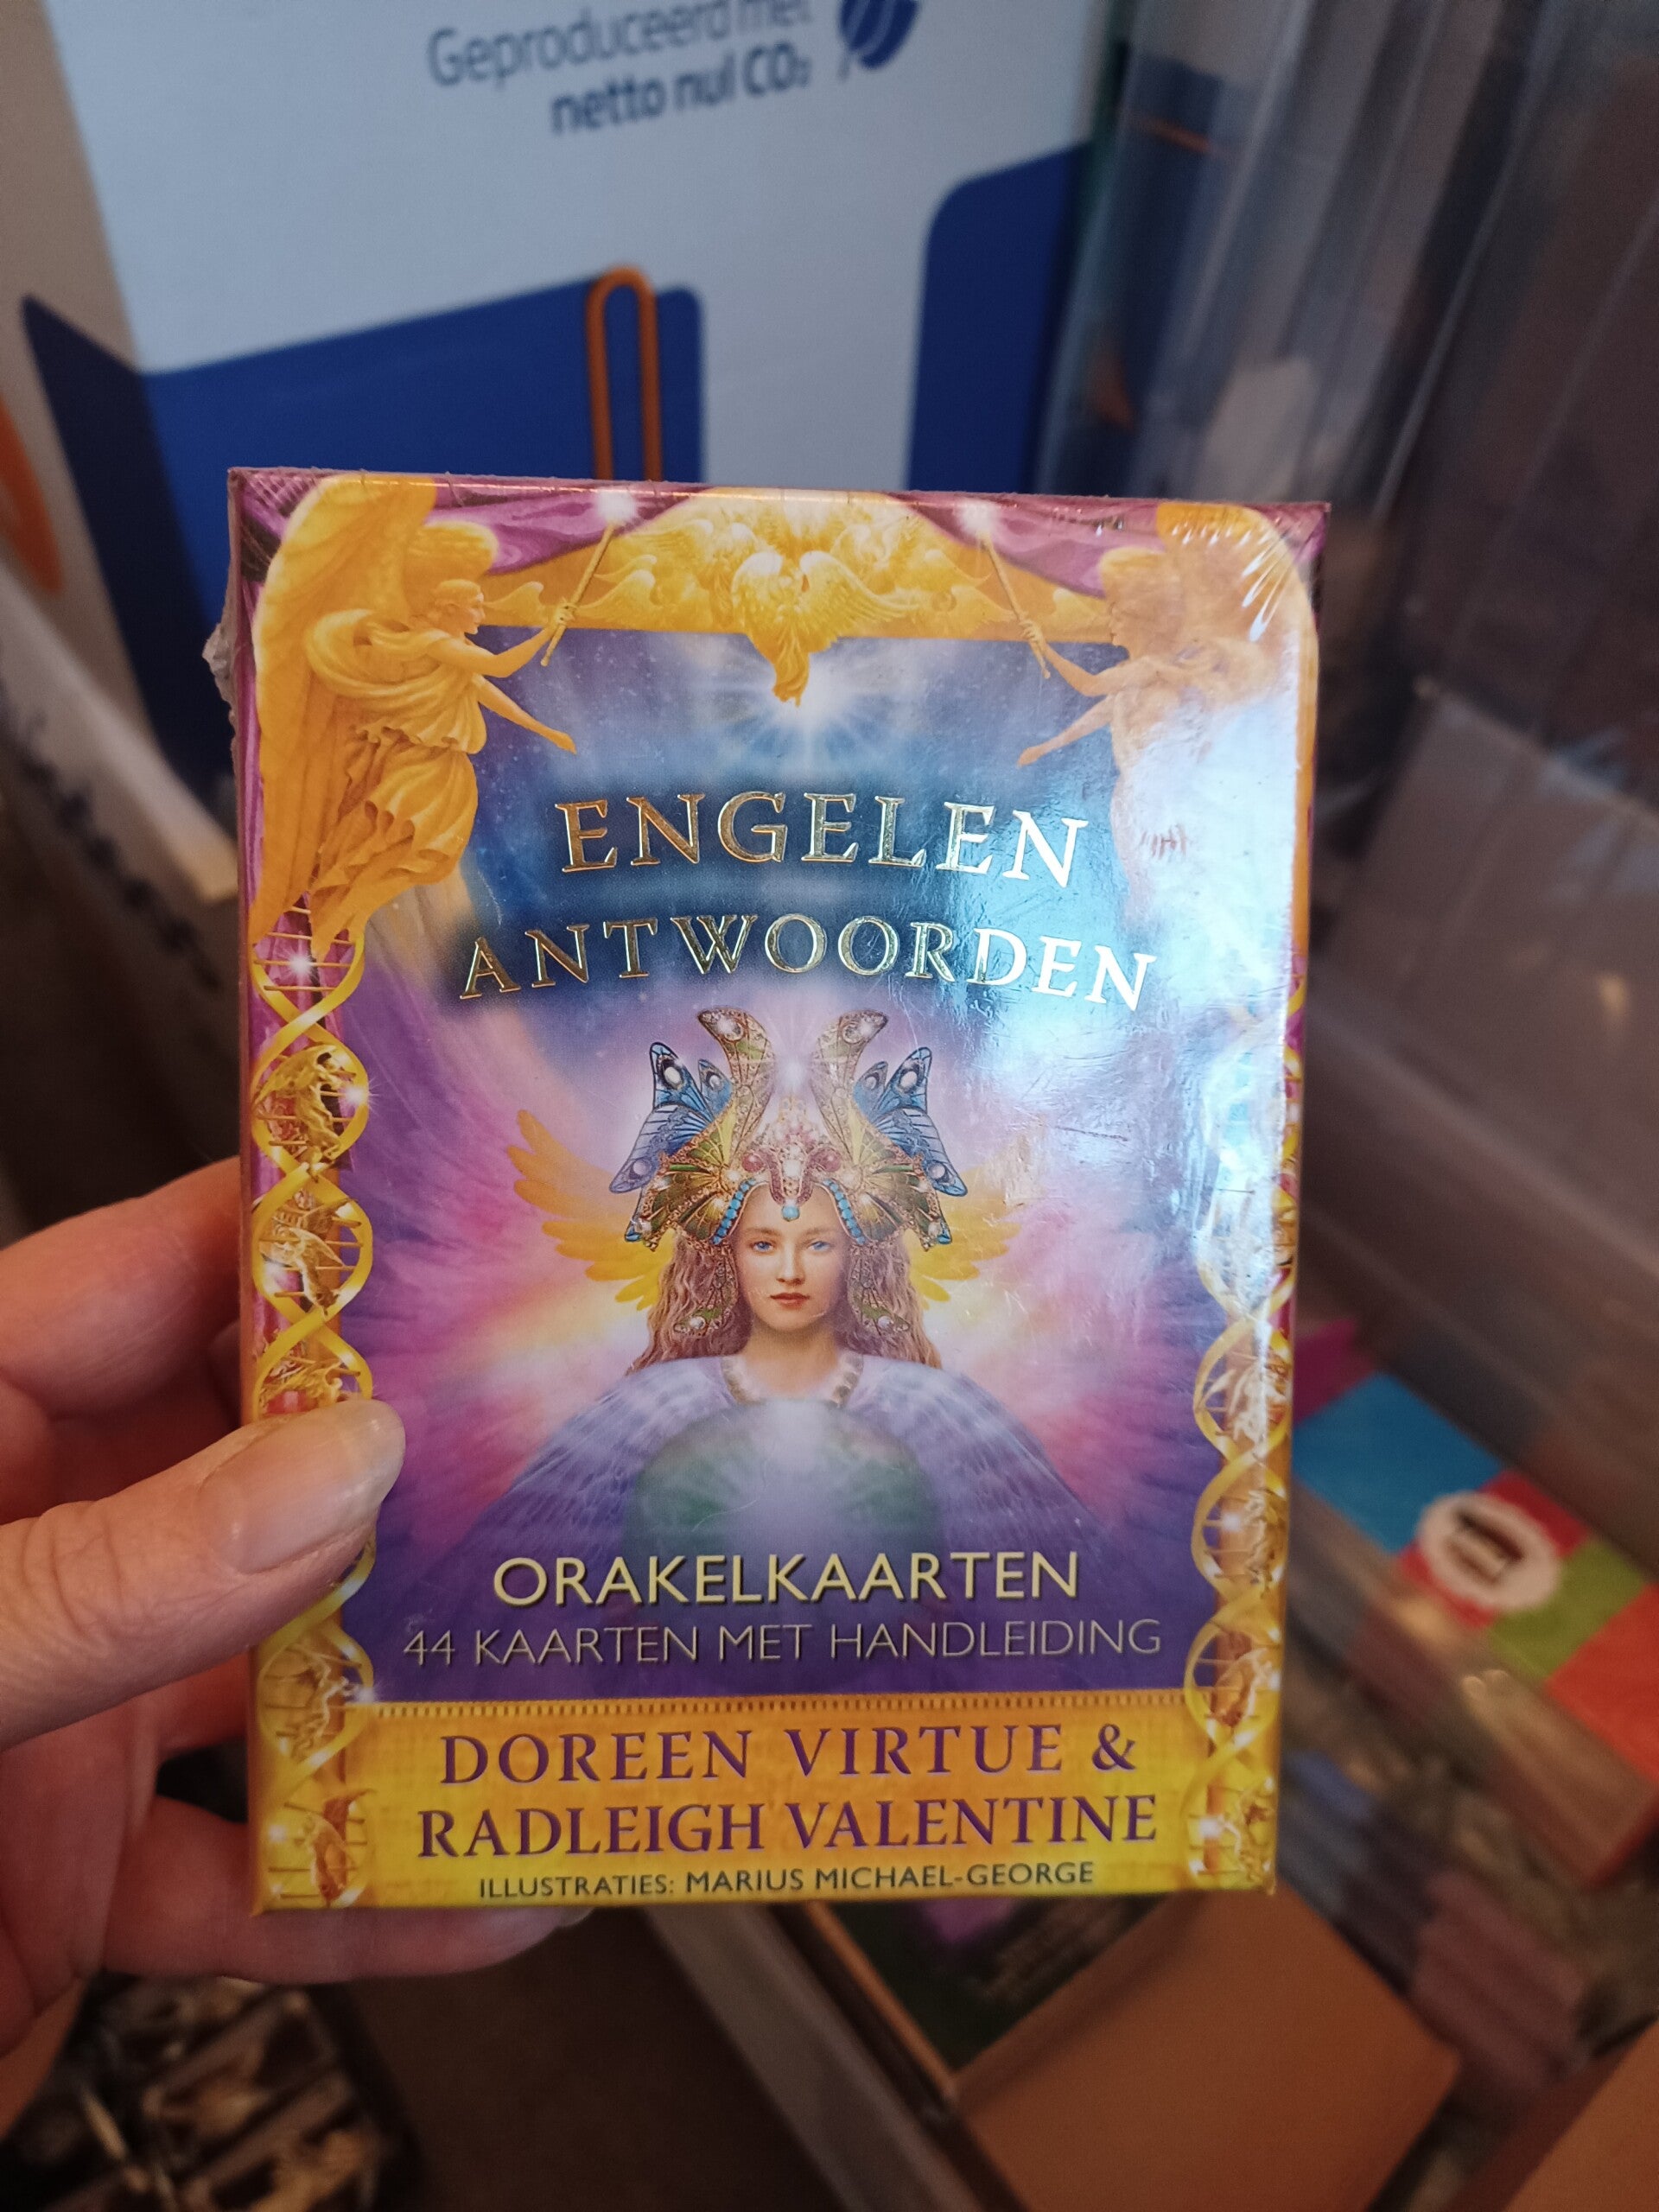 Geproduceerd met
netto nul CO₂
ENGELEN
ANTWOORDEN
ORAKELKAARTEN
44 KAARTEN MET HANDLEIDING
DOREEN VIRTUE &
RADLEIGH VALENTINE
ILLUSTRATIES: MARIUS MICHAEL-GEORGE